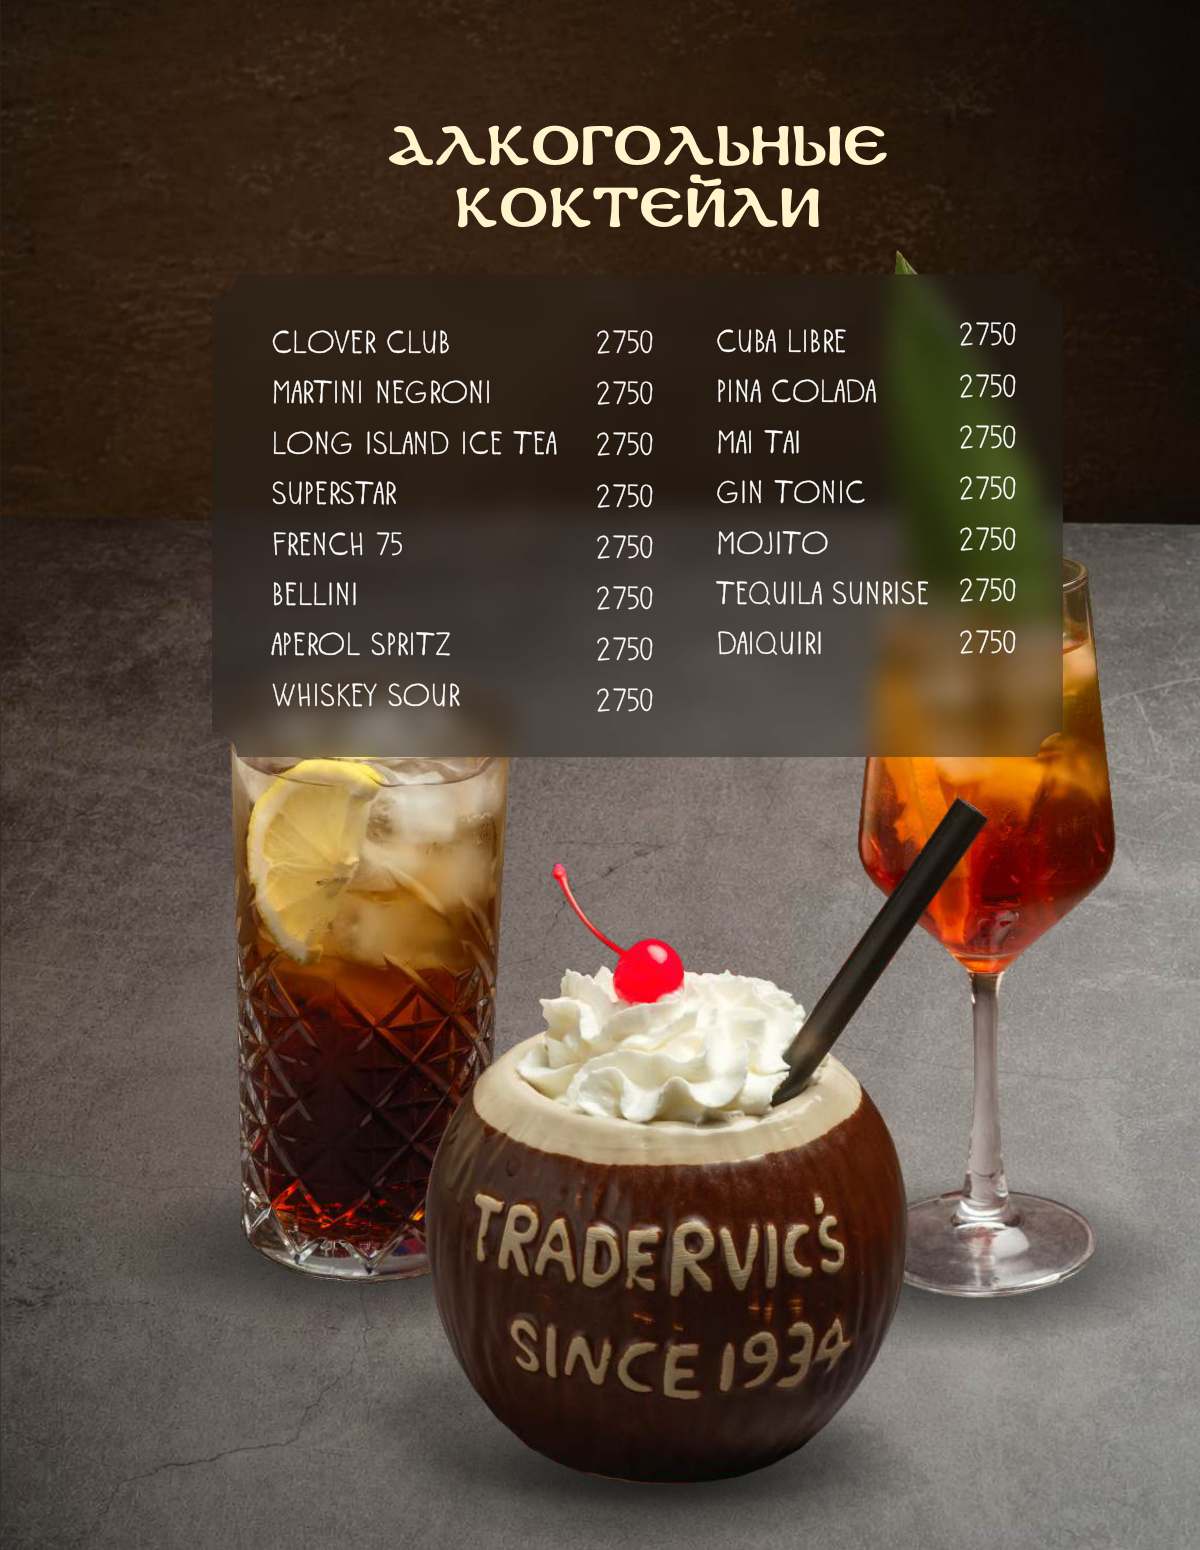 АЛКОГОЛЬНЫЕ
КОКТЕЙЛИ
CLOVER CLUB 2750
MARTINI NEGRONI 2750
LONG ISLAND ICE TEA 2750
SUPERSTAR 2750
FRENCH 75 2750
BELLINI 2750
APEROL SPRITZ 2750
WHISKEY SOUR 2750
CUBA LIBRE 2750
PINA COLADA 2750
MAI TAI 2750
GIN TONIC 2750
MOJITO 2750
TEQUILA SUNRISE 2750
DAIQUIRI 2750
TRADERVIC'S
SINCE 1934